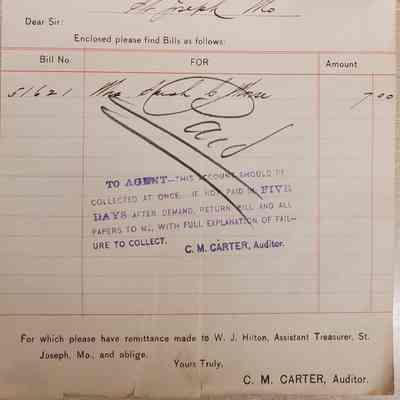 St. Joseph Mo
Dear Sir:
Enclosed please find Bills as follows:
Bill No. FOR Amount
51621 to 7 00
Paid
TO AGENT—THIS ACCOUNT SHOULD BE
COLLECTED AT ONCE. IF NOT PAID IN FIVE
DAYS AFTER DEMAND, RETURN BILL AND ALL
PAPERS TO ME, WITH FULL EXPLANATION OF FAIL-
URE TO COLLECT.
C. M. CARTER, Auditor.
For which please have remittance made to W. J. Hilton, Assistant Treasurer, St.
Joseph, Mo., and oblige.
Yours Truly,
C. M. CARTER, Auditor.